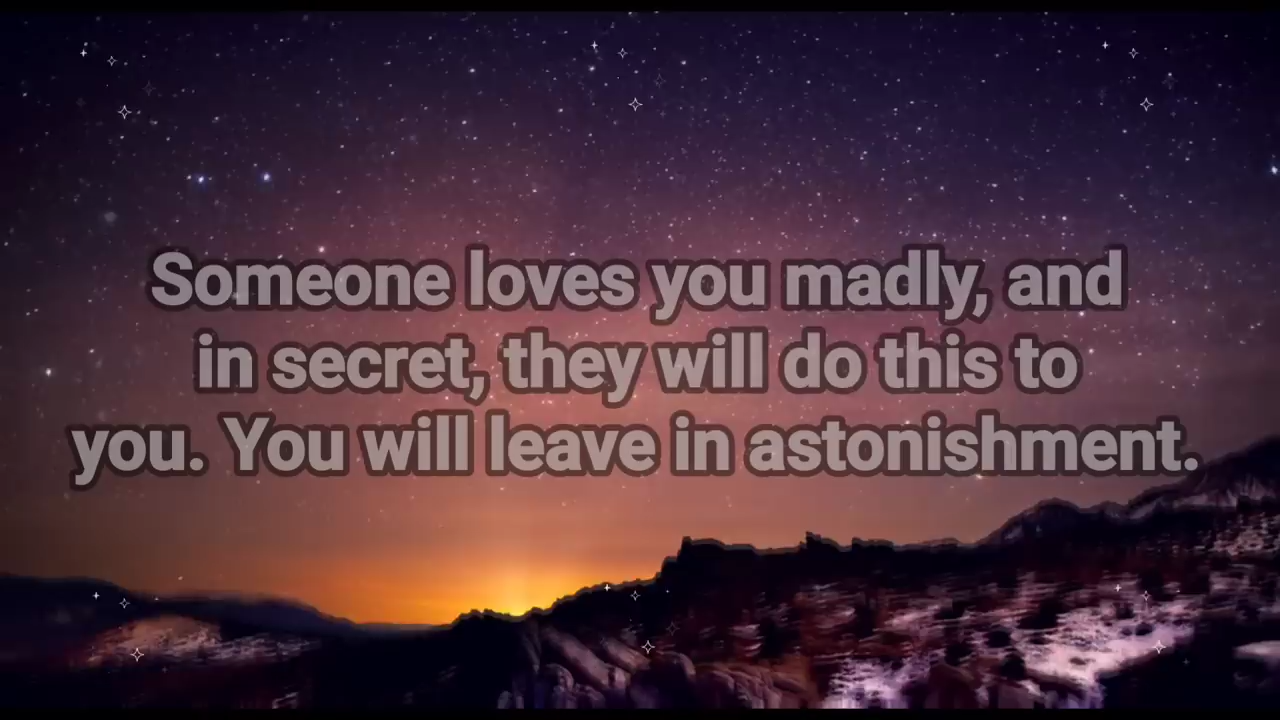 Someone loves you madly, and
in secret, they will do this to
you. You will leave in astonishment.